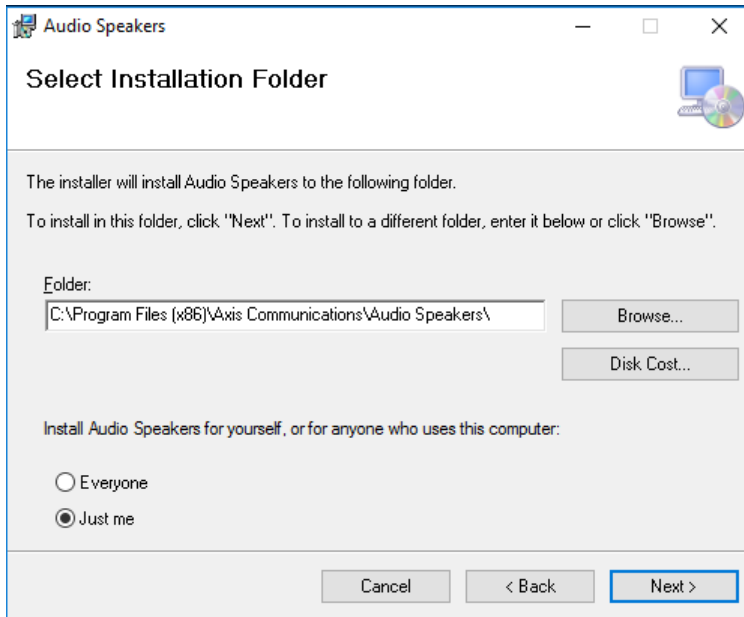 Audio Speakers
Select Installation Folder
The installer will install Audio Speakers to the following folder.
To install in this folder, click "Next". To install to a different folder, enter it below or click "Browse".
Folder:
C:\Program Files (x86)\Axis Communications\Audio Speakers\
Browse...
Disk Cost...
Install Audio Speakers for yourself, or for anyone who uses this computer:
Everyone
Just me
Cancel
< Back
Next >